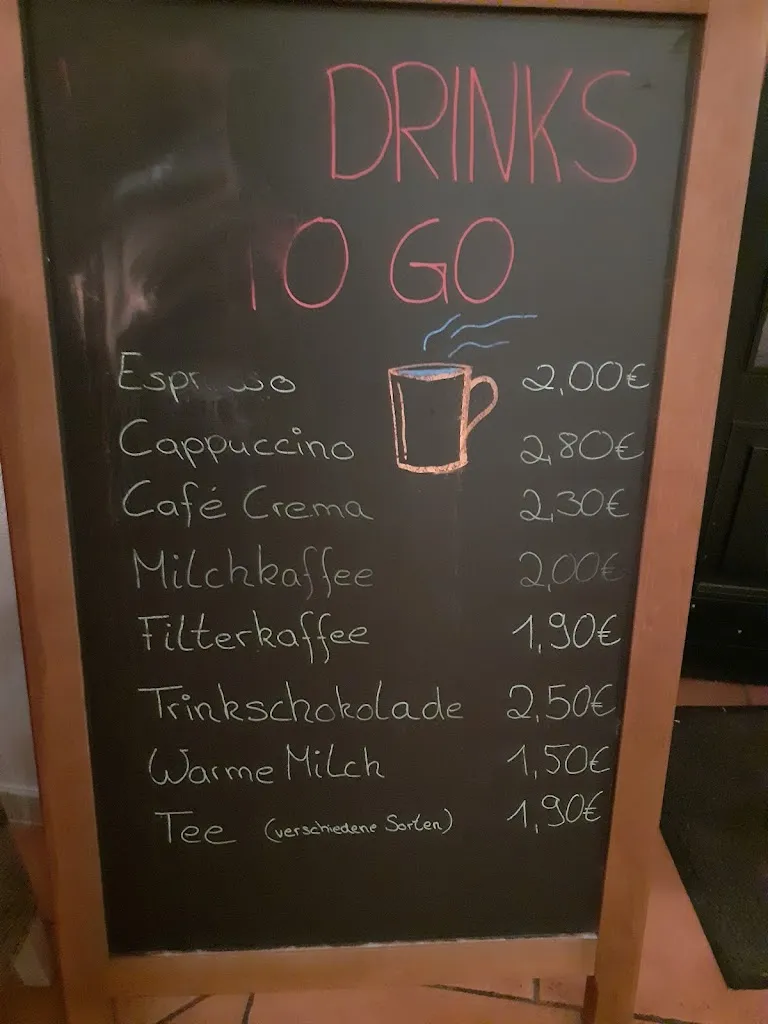 DRINKS
TO GO
Espresso 2,00€
Cappuccino 2,80€
Café Crema 2,30€
Milchkaffee 2,00€
Filterkaffee 1,90€
Trinkschokolade 2,50€
Warme Milch 1,50€
Tee (verschiedene Sorten) 1,90€